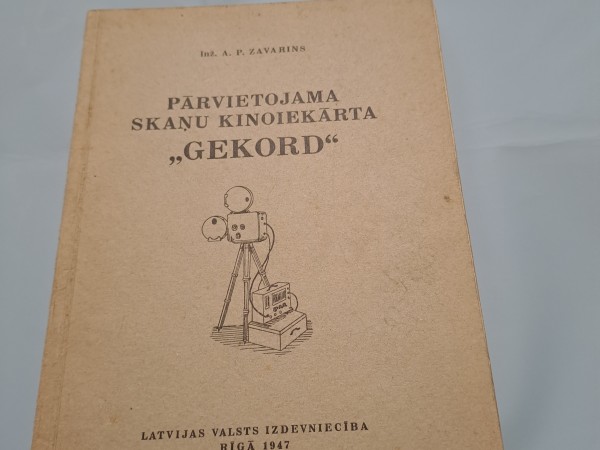 Inž. A. P. ZAVARINS
PĀRVIETOJAMA
SKAŅU KINOIEKĀRTA
„GEKORD“
LATVIJAS VALSTS IZDEVNIECĪBA
RĪGĀ 1947